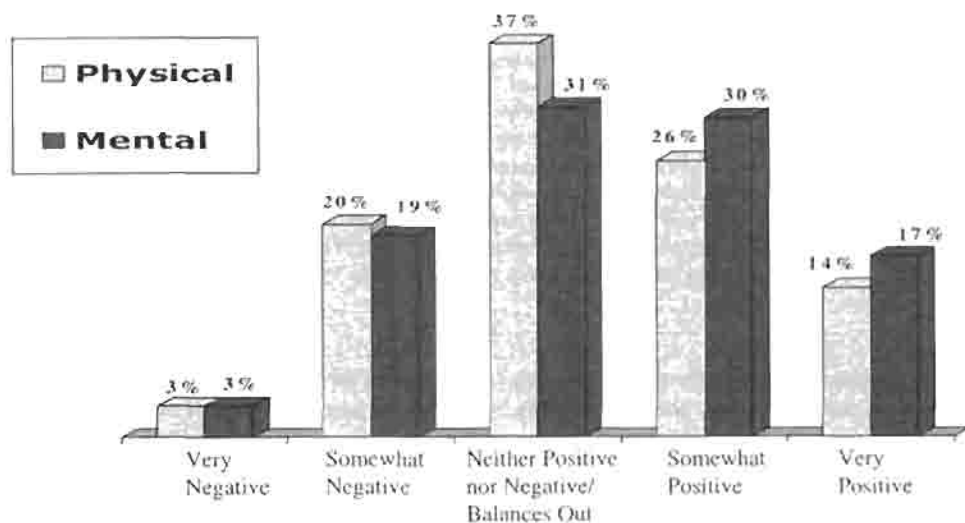 Physical
Mental
3%
3%
20%
19%
37%
31%
26%
30%
14%
17%
Very
Negative
Somewhat
Negative
Neither Positive
nor Negative/
Balances Out
Somewhat
Positive
Very
Positive